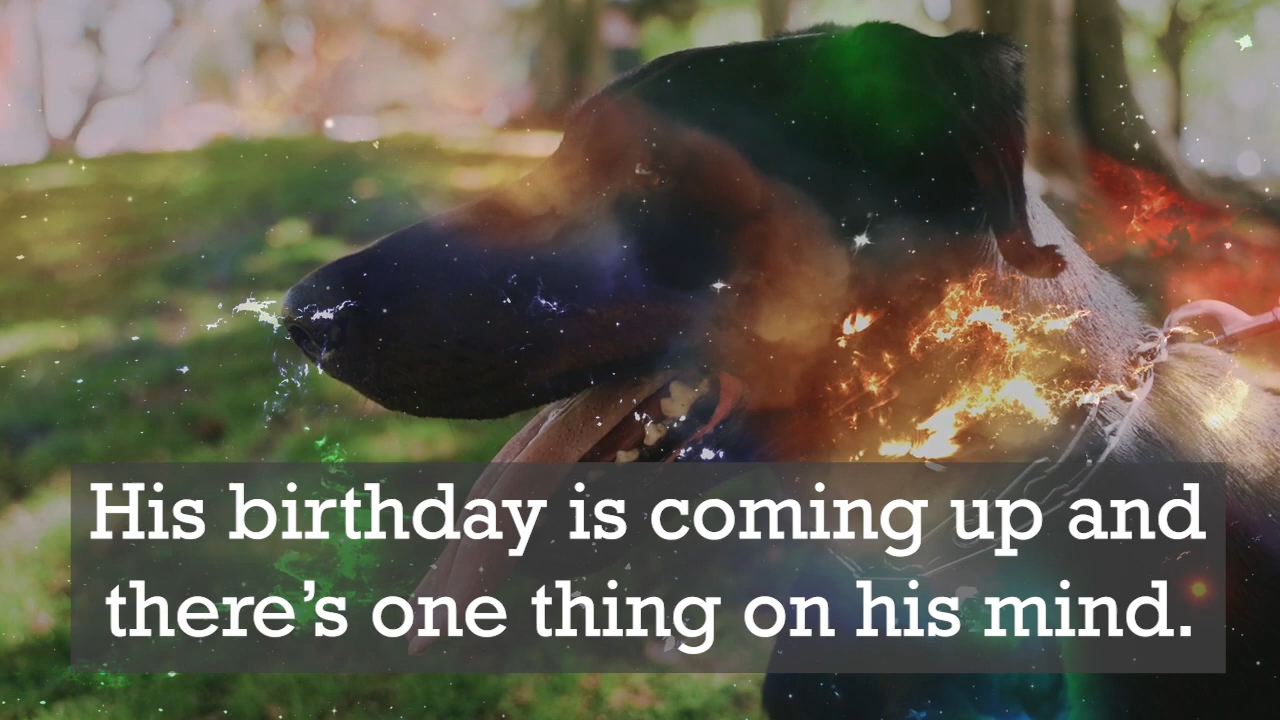 His birthday is coming up and
there’s one thing on his mind.